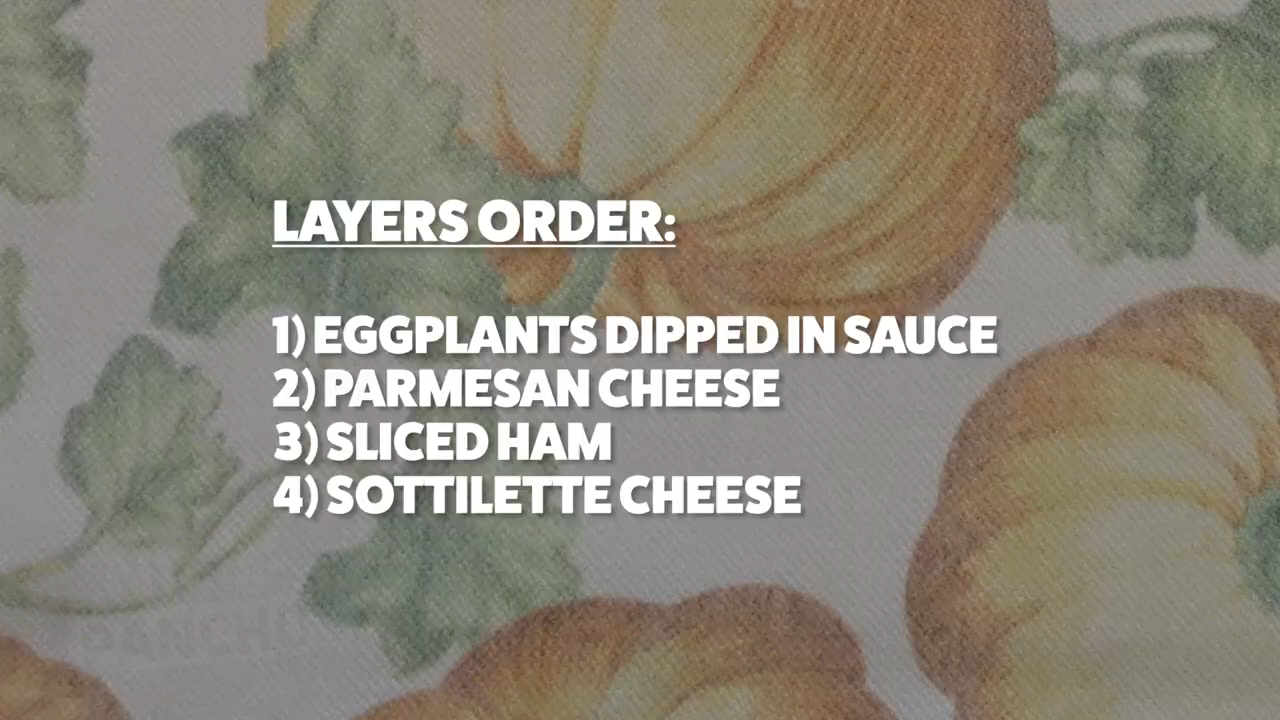 LAYERS ORDER:
1) EGGPLANTS DIPPED IN SAUCE
2) PARMESAN CHEESE
3) SLICED HAM
4) SOTTILETTE CHEESE